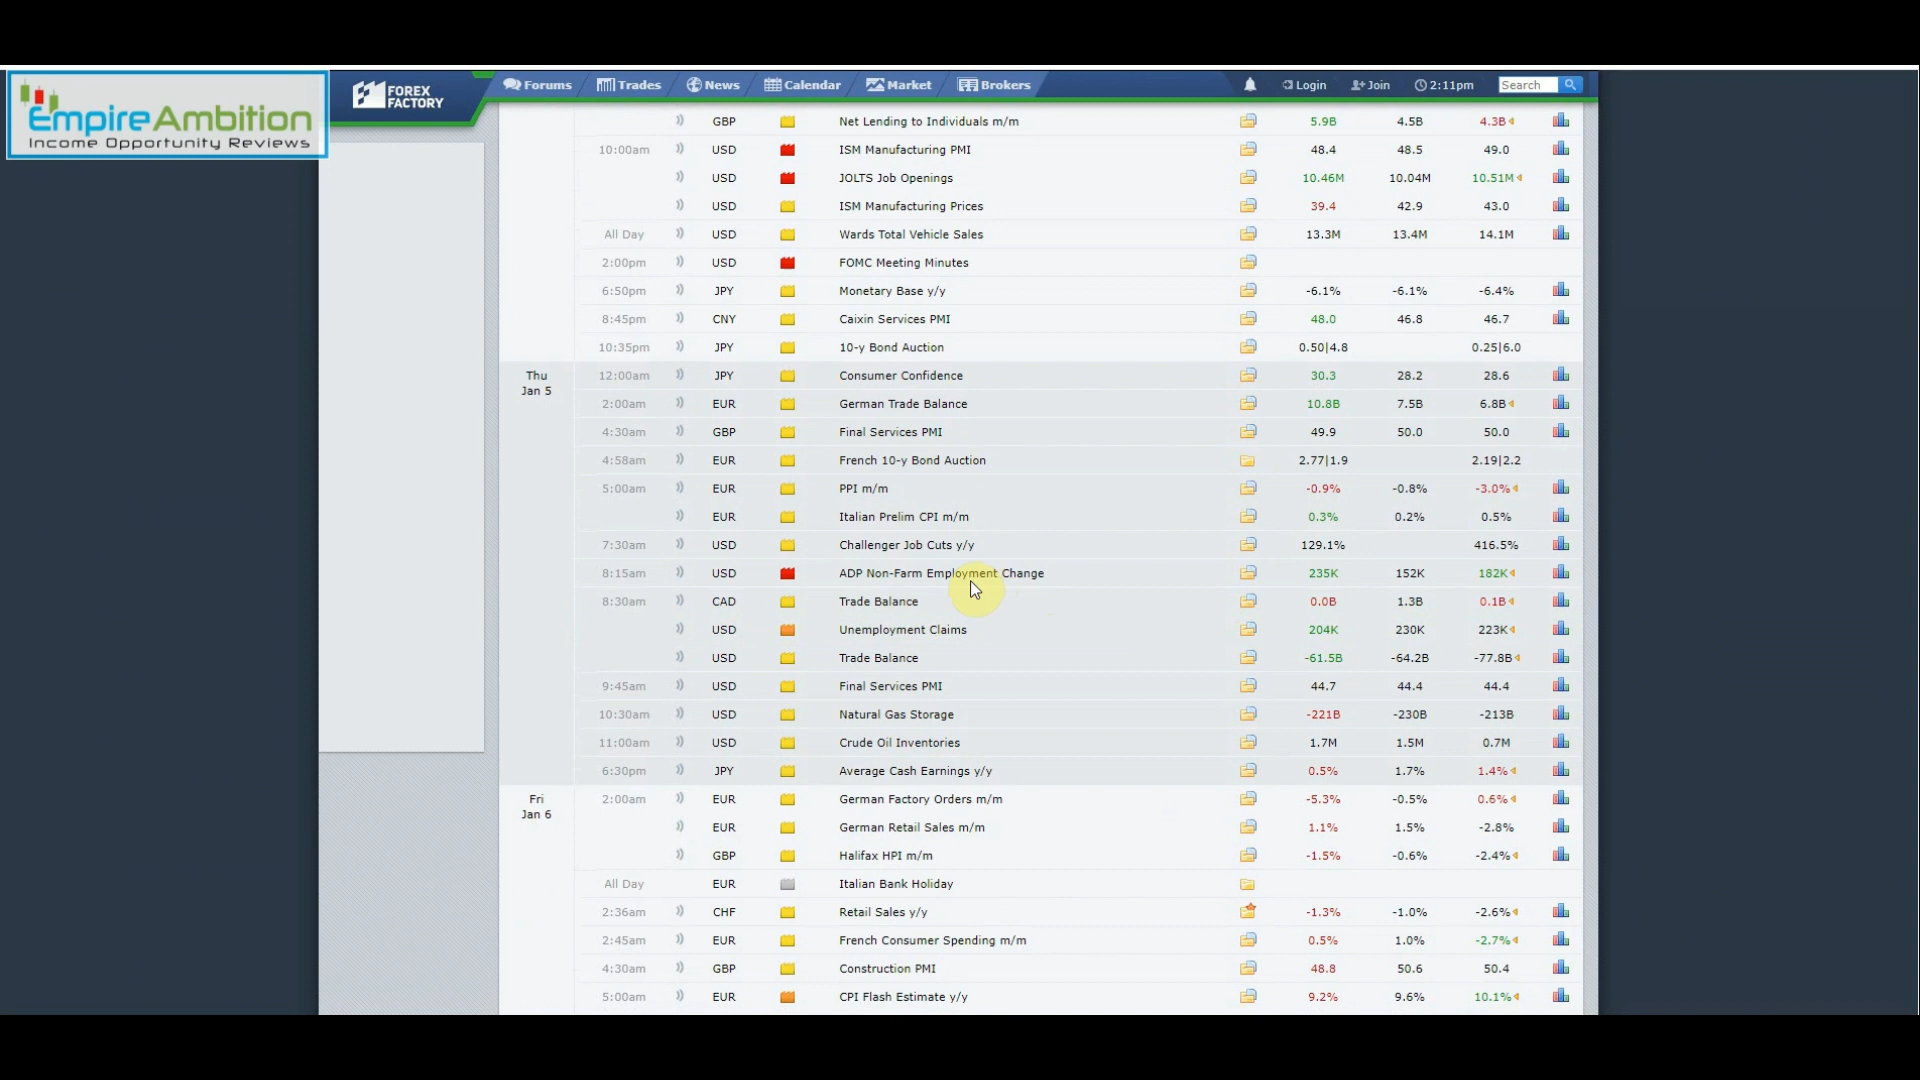 EmpireAmbition
Income Opportunity Reviews
FOREX FACTORY
Forums Trades News Calendar Market Brokers Login Join 2:11pm Search
GBP Net Lending to Individuals m/m 5.9B 4.5B 4.3B
10:00am USD ISM Manufacturing PMI 48.4 48.5 49.0
USD JOLTS Job Openings 10.46M 10.04M 10.51M
USD ISM Manufacturing Prices 39.4 42.9 43.0
All Day USD Wards Total Vehicle Sales 13.3M 13.4M 14.1M
2:00pm USD FOMC Meeting Minutes
6:50pm JPY Monetary Base y/y -6.1% -6.1% -6.4%
8:45pm CNY Caixin Services PMI 48.0 46.8 46.7
10:35pm JPY 10-y Bond Auction 0.50|4.8 0.25|6.0
Thu Jan 5 12:00am JPY Consumer Confidence 30.3 28.2 28.6
2:00am EUR German Trade Balance 10.8B 7.5B 6.8B
4:30am GBP Final Services PMI 49.9 50.0 50.0
4:58am EUR French 10-y Bond Auction 2.77|1.9 2.19|2.2
5:00am EUR PPI m/m -0.9% -0.8% -3.0%
EUR Italian Prelim CPI m/m 0.3% 0.2% 0.5%
7:30am USD Challenger Job Cuts y/y 129.1% 416.5%
8:15am USD ADP Non-Farm Employment Change 235K 152K 182K
8:30am CAD Trade Balance 0.0B 1.3B 0.1B
USD Unemployment Claims 204K 230K 223K
USD Trade Balance -61.5B -64.2B -77.8B
9:45am USD Final Services PMI 44.7 44.4 44.4
10:30am USD Natural Gas Storage -221B -230B -213B
11:00am USD Crude Oil Inventories 1.7M 1.5M 0.7M
6:30pm JPY Average Cash Earnings y/y 0.5% 1.7% 1.4%
Fri Jan 6 2:00am EUR German Factory Orders m/m -5.3% -0.5% 0.6%
EUR German Retail Sales m/m 1.1% 1.5% -2.8%
GBP Halifax HPI m/m -1.5% -0.6% -2.4%
All Day EUR Italian Bank Holiday
2:36am CHF Retail Sales y/y -1.3% -1.0% -2.6%
2:45am EUR French Consumer Spending m/m 0.5% 1.0% -2.7%
4:30am GBP Construction PMI 48.8 50.6 50.4
5:00am EUR CPI Flash Estimate y/y 9.2% 9.6% 10.1%